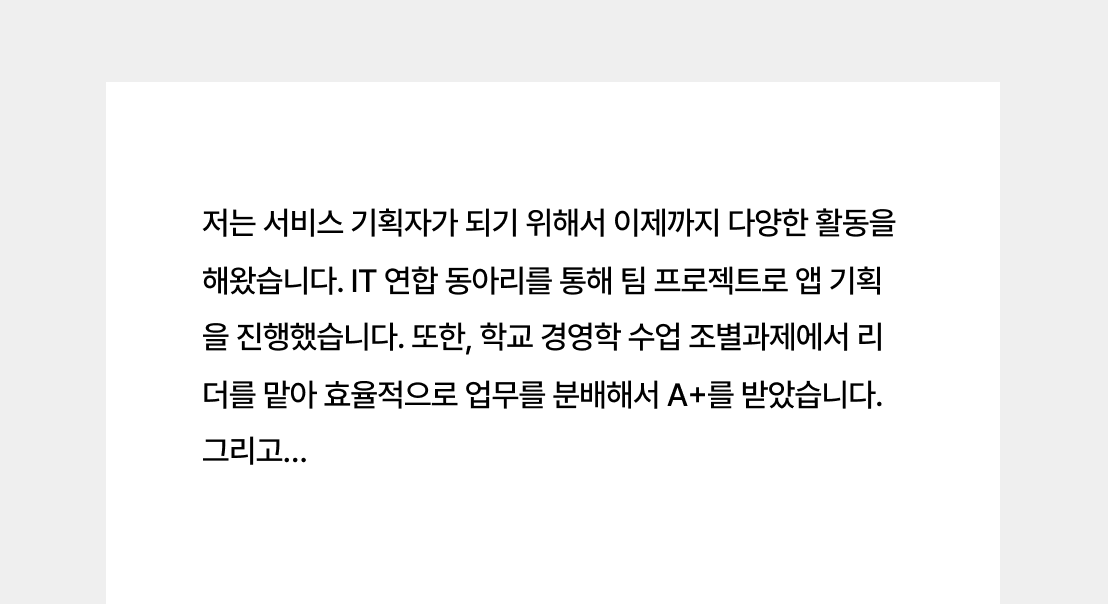 저는 서비스 기획자가 되기 위해서 이제까지 다양한 활동을
해왔습니다. IT 연합 동아리를 통해 팀 프로젝트로 앱 기획
을 진행했습니다. 또한, 학교 경영학 수업 조별과제에서 리
더를 맡아 효율적으로 업무를 분배해서 A+를 받았습니다.
그리고...